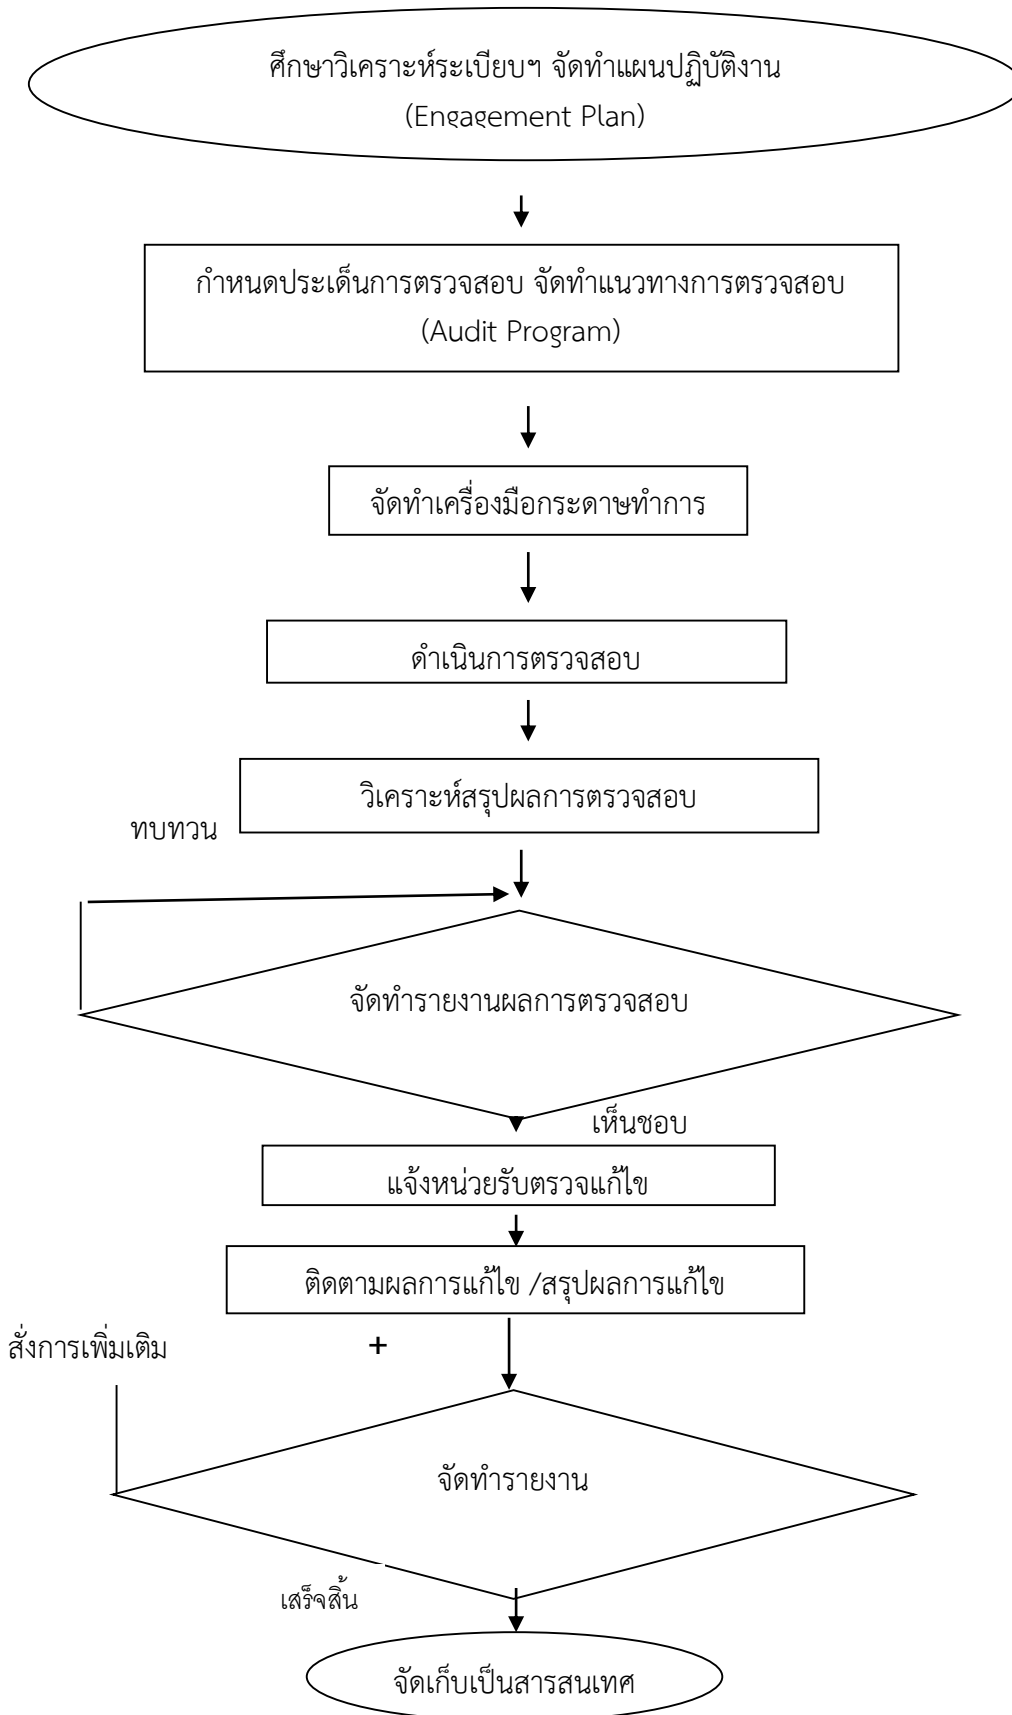 ศึกษาวิเคราะห์ระเบียบฯ จัดทำแผนปฏิบัติงาน
(Engagement Plan)
กำหนดประเด็นการตรวจสอบ จัดทำแนวทางการตรวจสอบ
(Audit Program)
จัดทำเครื่องมือกระดาษทำการ
ดำเนินการตรวจสอบ
วิเคราะห์สรุปผลการตรวจสอบ
ทบทวน
จัดทำรายงานผลการตรวจสอบ
เห็นชอบ
แจ้งหน่วยรับตรวจแก้ไข
ติดตามผลการแก้ไข /สรุปผลการแก้ไข
สั่งการเพิ่มเติม
+
จัดทำรายงาน
เสร็จสิ้น
จัดเก็บเป็นสารสนเทศ